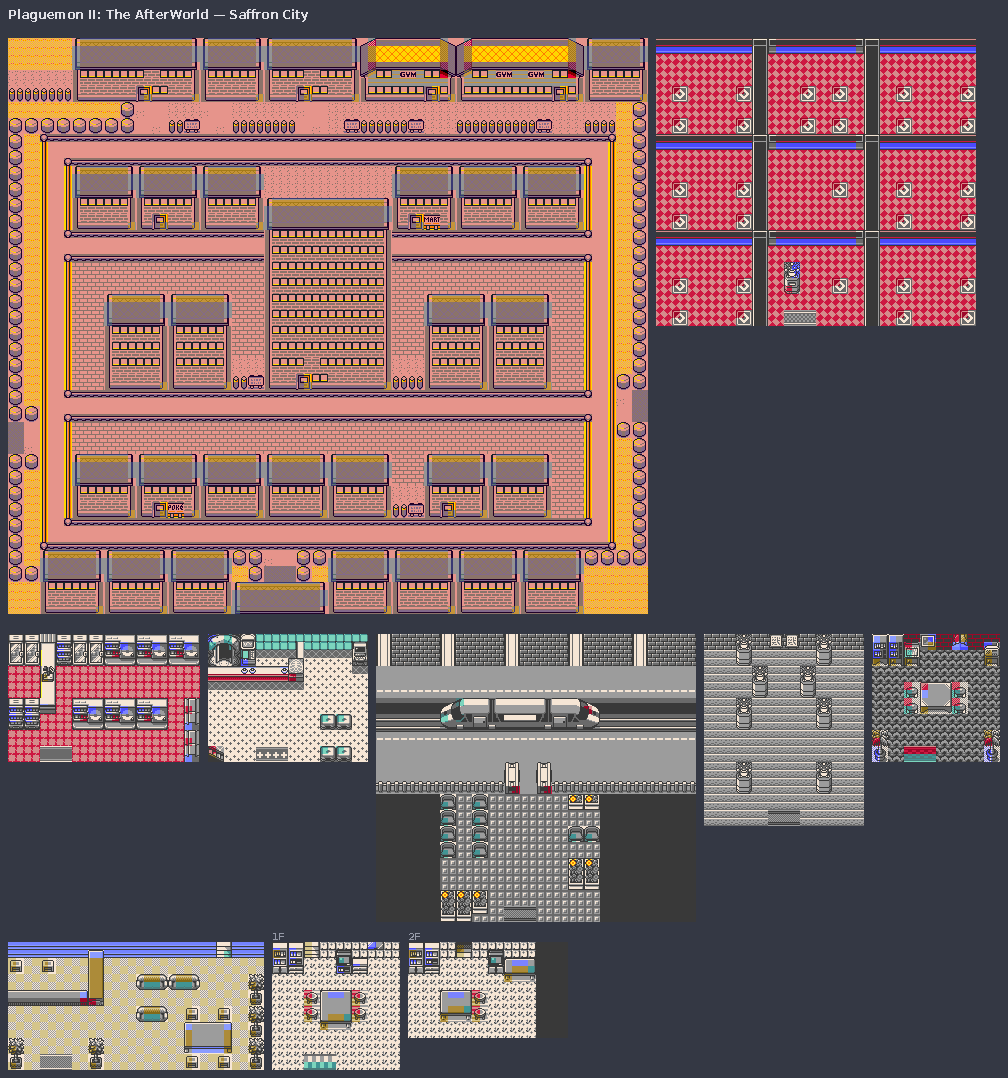 Plaguemon II: The AfterWorld — Saffron City
GYM GYM GYM
MART
POKé
1F 2F